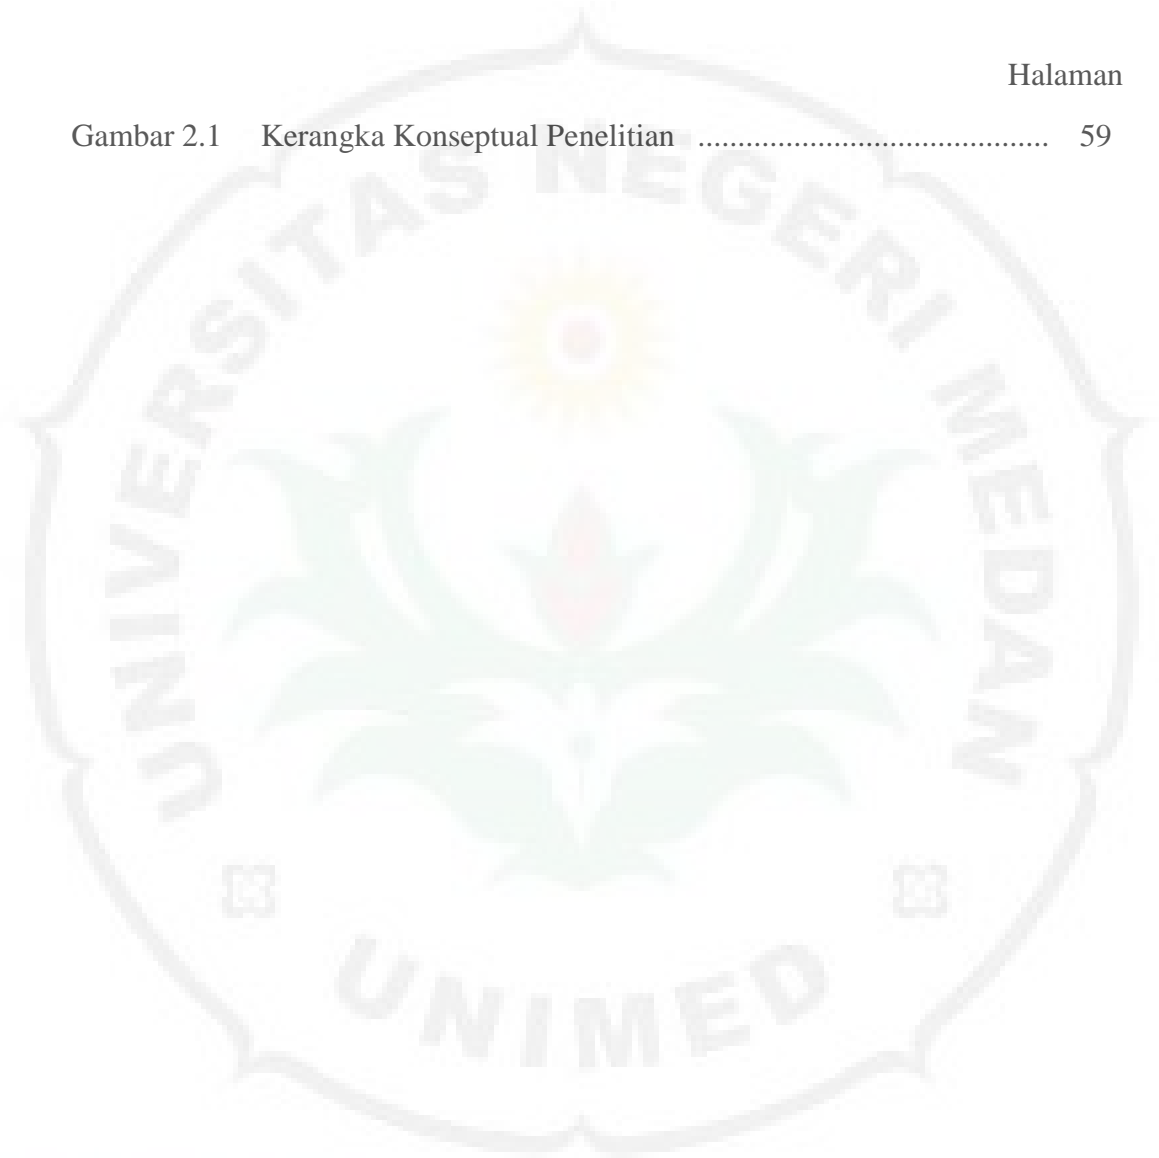 Halaman
Gambar 2.1 Kerangka Konseptual Penelitian ............................................ 59
UNIVERSITAS NEGERI MEDAN
UNIMED